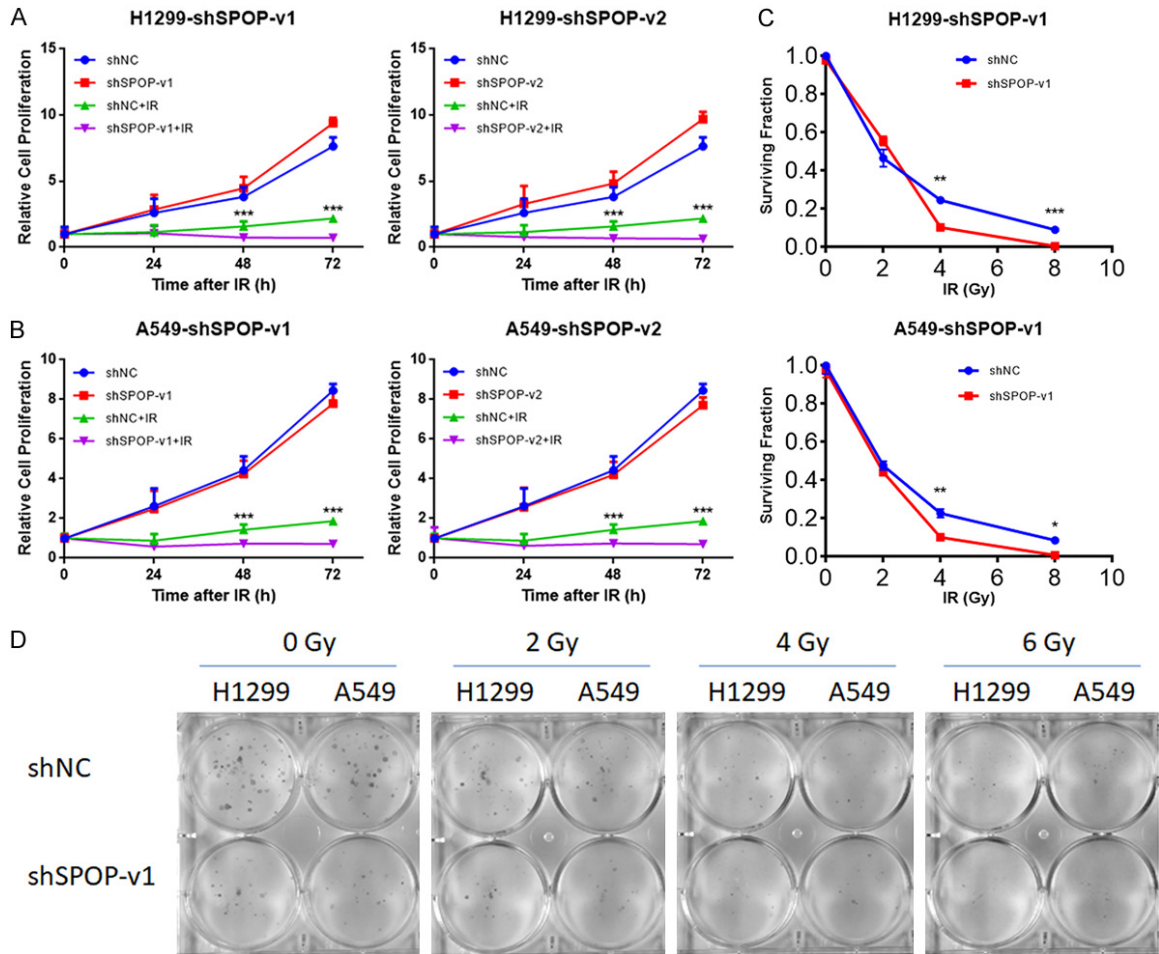 A
H1299-shSPOP-v1
Relative Cell Proliferation
15
10
5
0
shNC
shSPOP-v1
shNC+IR
shSPOP-v1+IR
***
***
0 24 48 72
Time after IR (h)
H1299-shSPOP-v2
Relative Cell Proliferation
15
10
5
0
shNC
shSPOP-v2
shNC+IR
shSPOP-v2+IR
***
***
0 24 48 72
Time after IR (h)
C
H1299-shSPOP-v1
Surviving Fraction
1.0
0.8
0.6
0.4
0.2
0.0
shNC
shSPOP-v1
**
***
0 2 4 6 8 10
IR (Gy)
B
A549-shSPOP-v1
Relative Cell Proliferation
10
8
6
4
2
0
shNC
shSPOP-v1
shNC+IR
shSPOP-v1+IR
***
***
0 24 48 72
Time after IR (h)
A549-shSPOP-v2
Relative Cell Proliferation
10
8
6
4
2
0
shNC
shSPOP-v2
shNC+IR
shSPOP-v2+IR
***
***
0 24 48 72
Time after IR (h)
A549-shSPOP-v1
Surviving Fraction
1.0
0.8
0.6
0.4
0.2
0.0
shNC
shSPOP-v1
**
*
0 2 4 6 8 10
IR (Gy)
D
0 Gy 2 Gy 4 Gy 6 Gy
H1299 A549 H1299 A549 H1299 A549 H1299 A549
shNC
shSPOP-v1